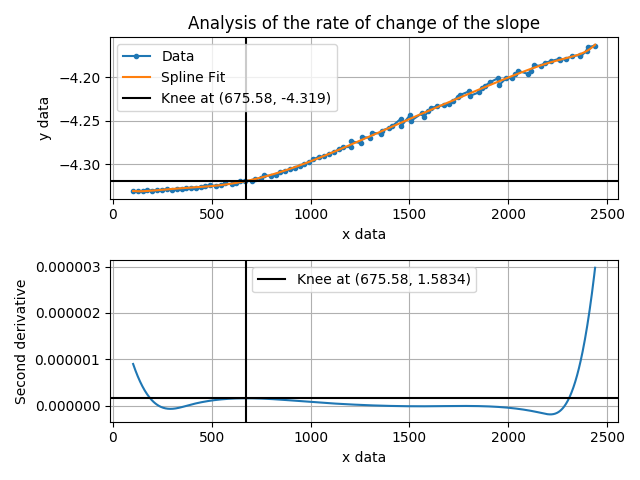 Analysis of the rate of change of the slope
Data
Spline Fit
Knee at (675.58, -4.319)
y data
−4.20
−4.25
−4.30
0 500 1000 1500 2000 2500
x data
Knee at (675.58, 1.5834)
Second derivative
0.000003
0.000002
0.000001
0.000000
0 500 1000 1500 2000 2500
x data